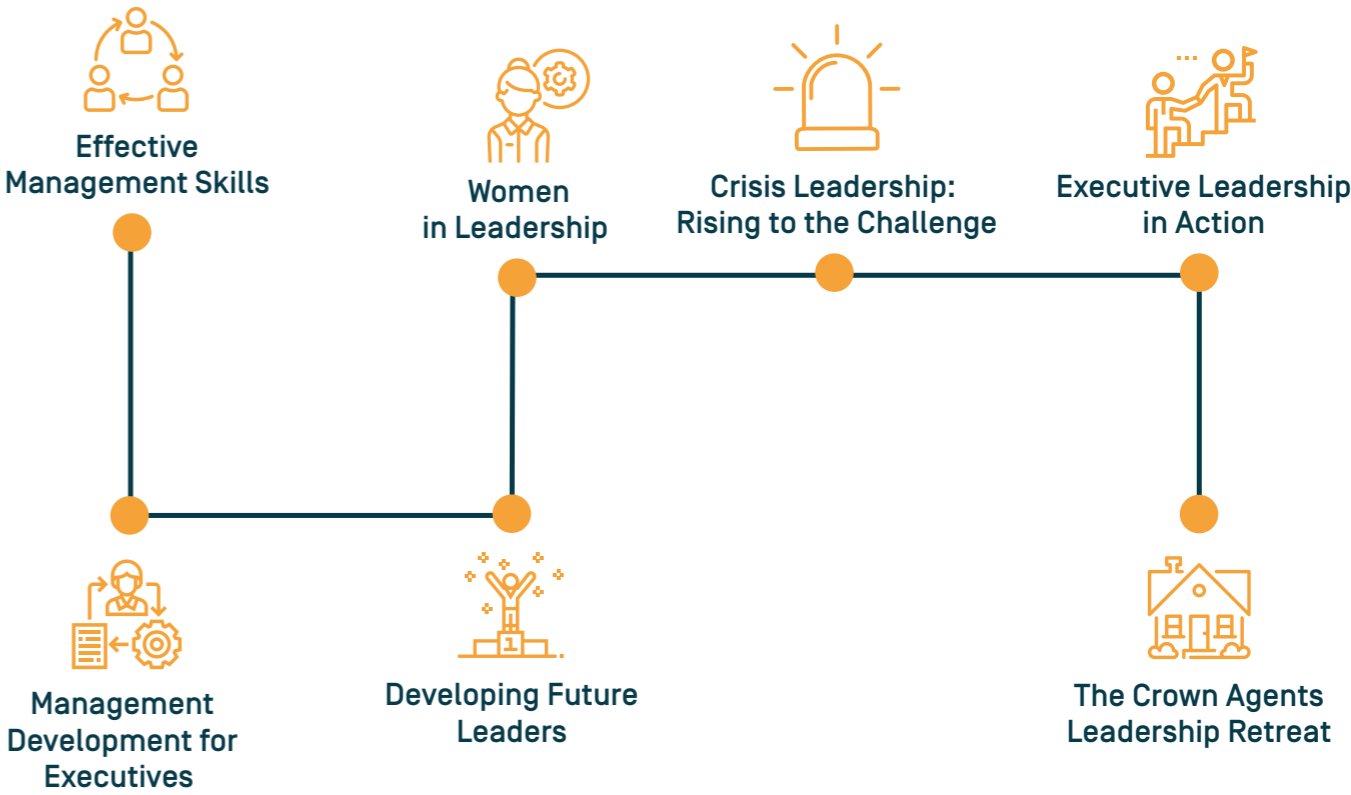 Effective
Management Skills
Women
in Leadership
Crisis Leadership:
Rising to the Challenge
Executive Leadership
in Action
1
Management
Development for
Executives
Developing Future
Leaders
The Crown Agents
Leadership Retreat